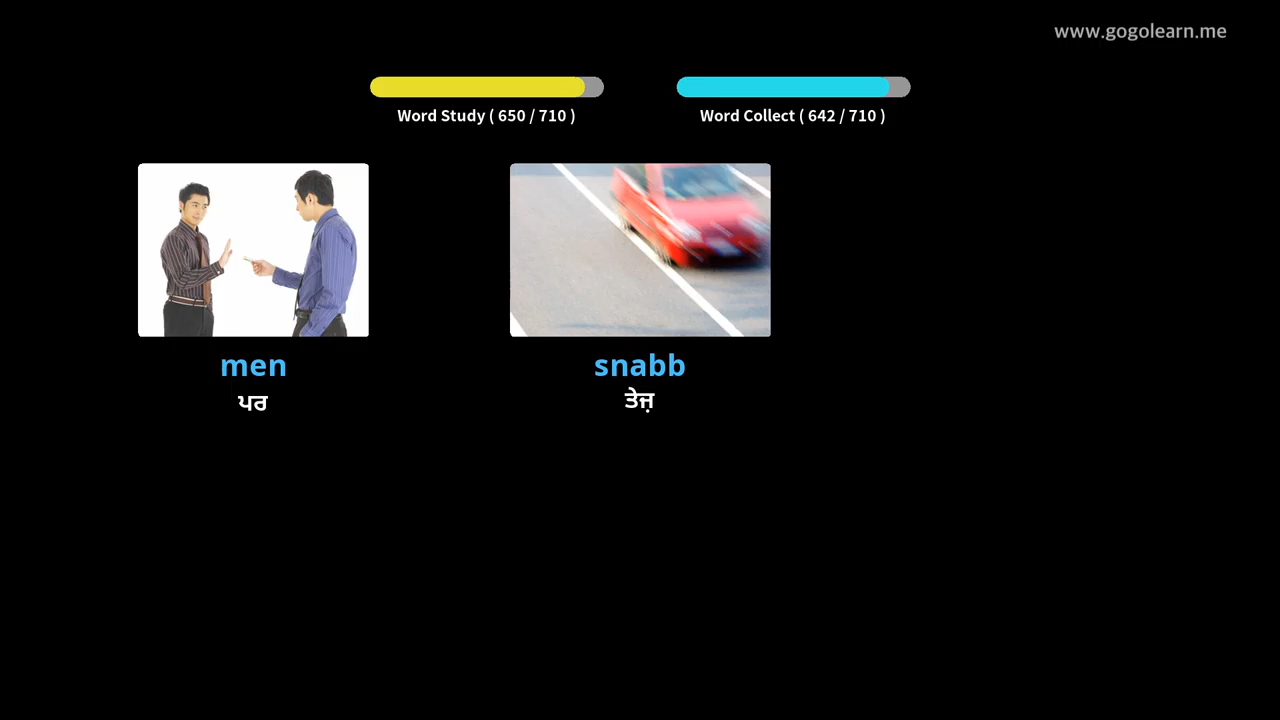 www.gogolearn.me
Word Study ( 650 / 710 )
Word Collect ( 642 / 710 )
men
ਪਰ
snabb
ਤੇਜ਼